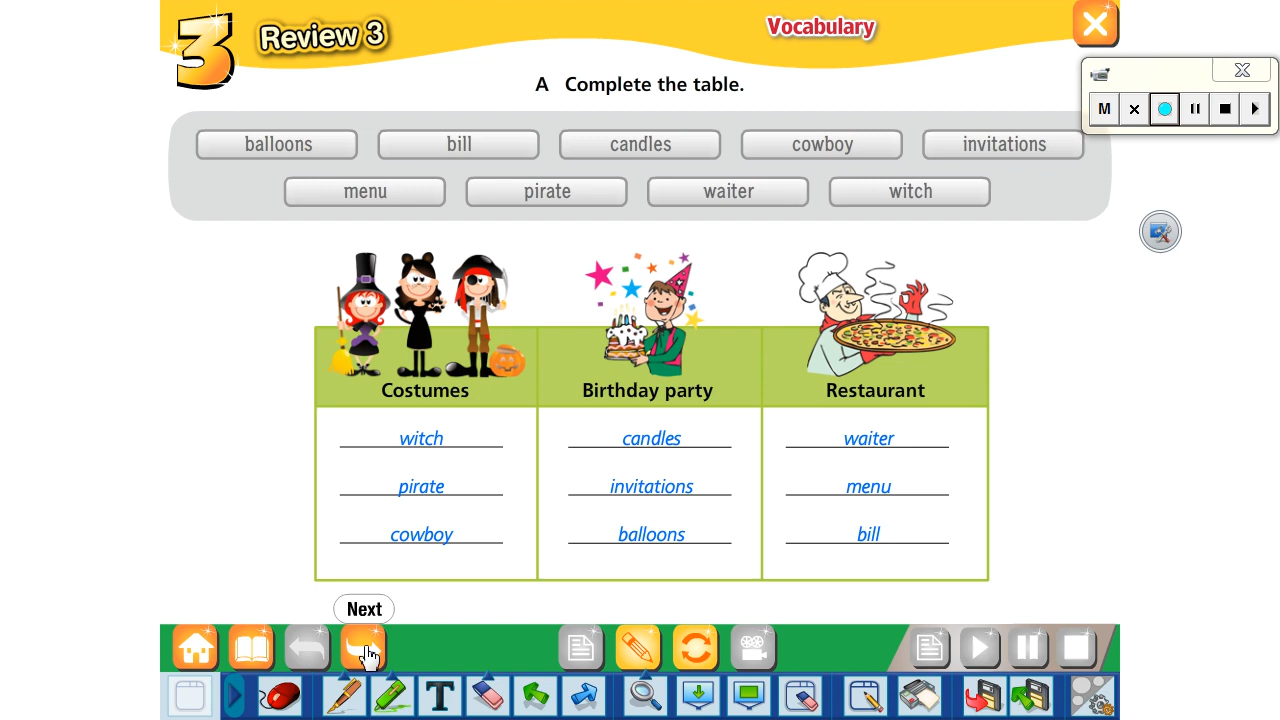 3 Review 3
Vocabulary
A Complete the table.
M
balloons bill candles cowboy invitations
menu pirate waiter witch
Costumes Birthday party Restaurant
witch candles waiter
pirate invitations menu
cowboy balloons bill
Next
T